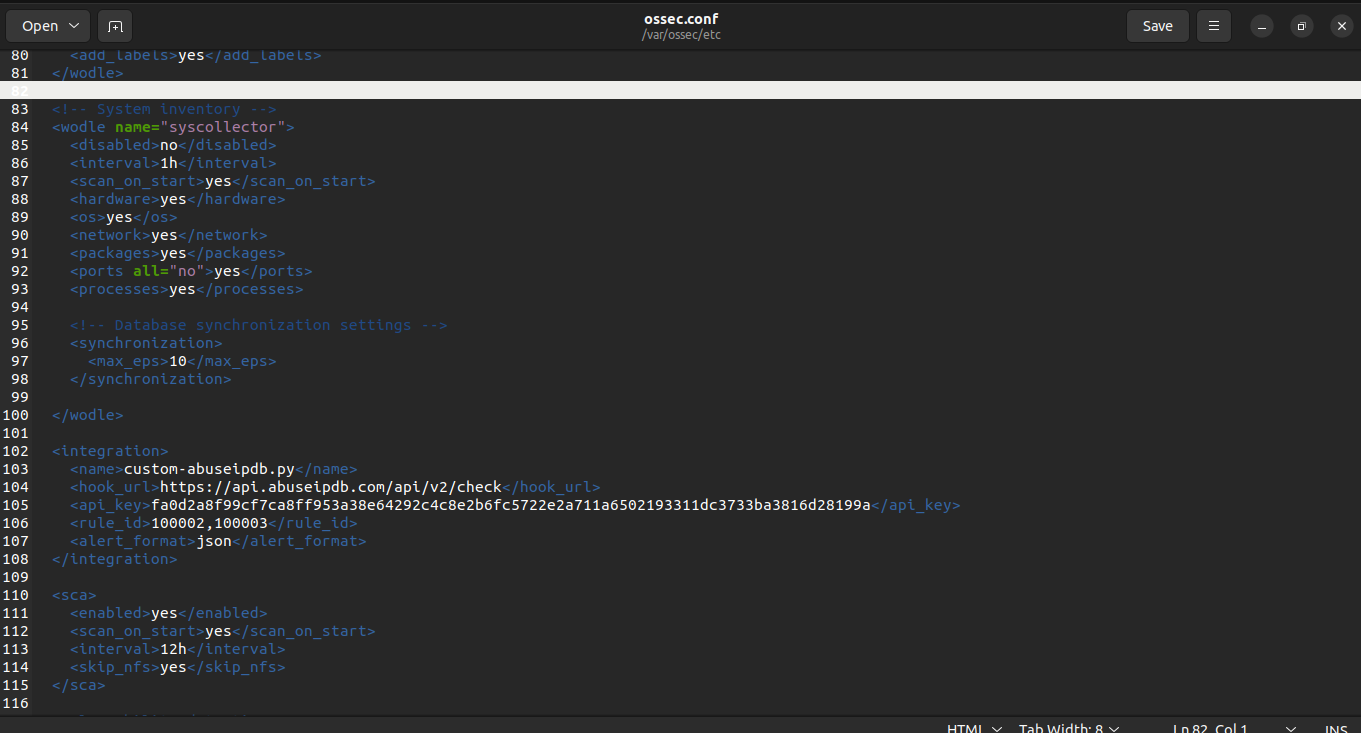 Open
ossec.conf
/var/ossec/etc
Save
80 <add_labels>yes</add_labels>
81 </wodle>
82
83 <!-- System inventory -->
84 <wodle name="syscollector">
85 <disabled>no</disabled>
86 <interval>1h</interval>
87 <scan_on_start>yes</scan_on_start>
88 <hardware>yes</hardware>
89 <os>yes</os>
90 <network>yes</network>
91 <packages>yes</packages>
92 <ports all="no">yes</ports>
93 <processes>yes</processes>
94
95 <!-- Database synchronization settings -->
96 <synchronization>
97 <max_eps>10</max_eps>
98 </synchronization>
99
100 </wodle>
101
102 <integration>
103 <name>custom-abuseipdb.py</name>
104 <hook_url>https://api.abuseipdb.com/api/v2/check</hook_url>
105 <api_key>fa0d2a8f99cf7ca8ff953a38e64292c4c8e2b6fc5722e2a711a6502193311dc3733ba3816d28199a</api_key>
106 <rule_id>100002,100003</rule_id>
107 <alert_format>json</alert_format>
108 </integration>
109
110 <sca>
111 <enabled>yes</enabled>
112 <scan_on_start>yes</scan_on_start>
113 <interval>12h</interval>
114 <skip_nfs>yes</skip_nfs>
115 </sca>
116
HTML Tab Width: 8 Ln 82, Col 1 INS